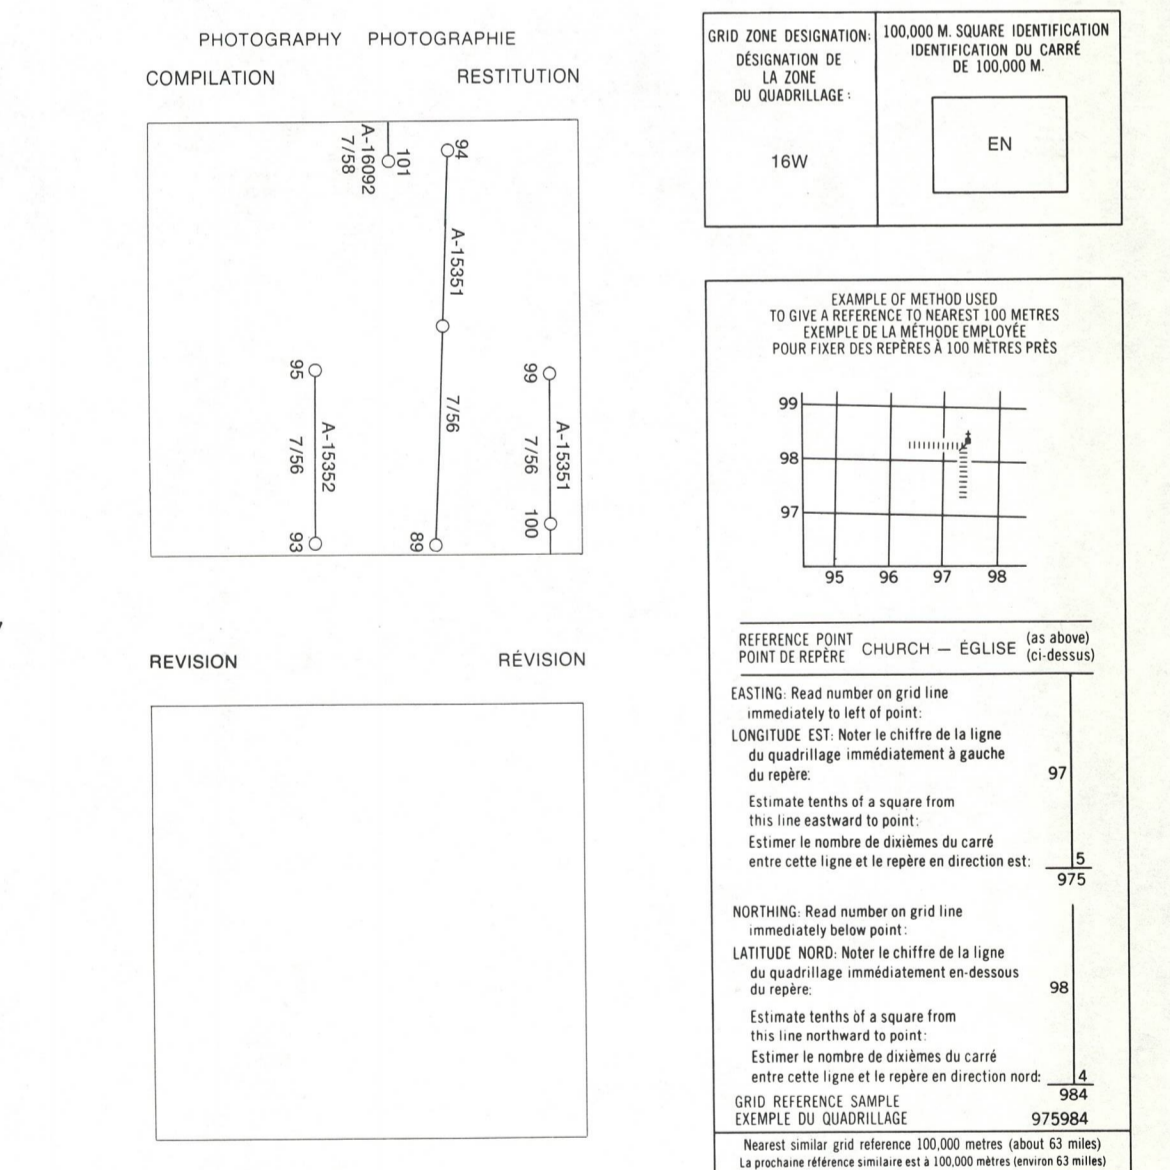 PHOTOGRAPHY PHOTOGRAPHIE
COMPILATION RESTITUTION
A-16092
7/58
101
94
A-15351
7/56
89
95
A-15352
7/56
93
99
A-15351
7/56
100
REVISION RÉVISION
GRID ZONE DESIGNATION:
DÉSIGNATION DE
LA ZONE
DU QUADRILLAGE :
16W
100,000 M. SQUARE IDENTIFICATION
IDENTIFICATION DU CARRÉ
DE 100,000 M.
EN
EXAMPLE OF METHOD USED
TO GIVE A REFERENCE TO NEAREST 100 METRES
EXEMPLE DE LA MÉTHODE EMPLOYÉE
POUR FIXER DES REPÈRES À 100 MÈTRES PRÈS
99
98
97
95 96 97 98
REFERENCE POINT
POINT DE REPÈRE
CHURCH — ÉGLISE
(as above)
(ci-dessus)
EASTING: Read number on grid line
immediately to left of point:
LONGITUDE EST: Noter le chiffre de la ligne
du quadrillage immédiatement à gauche
du repère: 97
Estimate tenths of a square from
this line eastward to point:
Estimer le nombre de dixièmes du carré
entre cette ligne et le repère en direction est: 5
975
NORTHING: Read number on grid line
immediately below point:
LATITUDE NORD: Noter le chiffre de la ligne
du quadrillage immédiatement en-dessous
du repère: 98
Estimate tenths of a square from
this line northward to point:
Estimer le nombre de dixièmes du carré
entre cette ligne et le repère en direction nord: 4
984
GRID REFERENCE SAMPLE
EXEMPLE DU QUADRILLAGE 975984
Nearest similar grid reference 100,000 metres (about 63 miles)
La prochaine référence similaire est à 100,000 mètres (environ 63 milles)